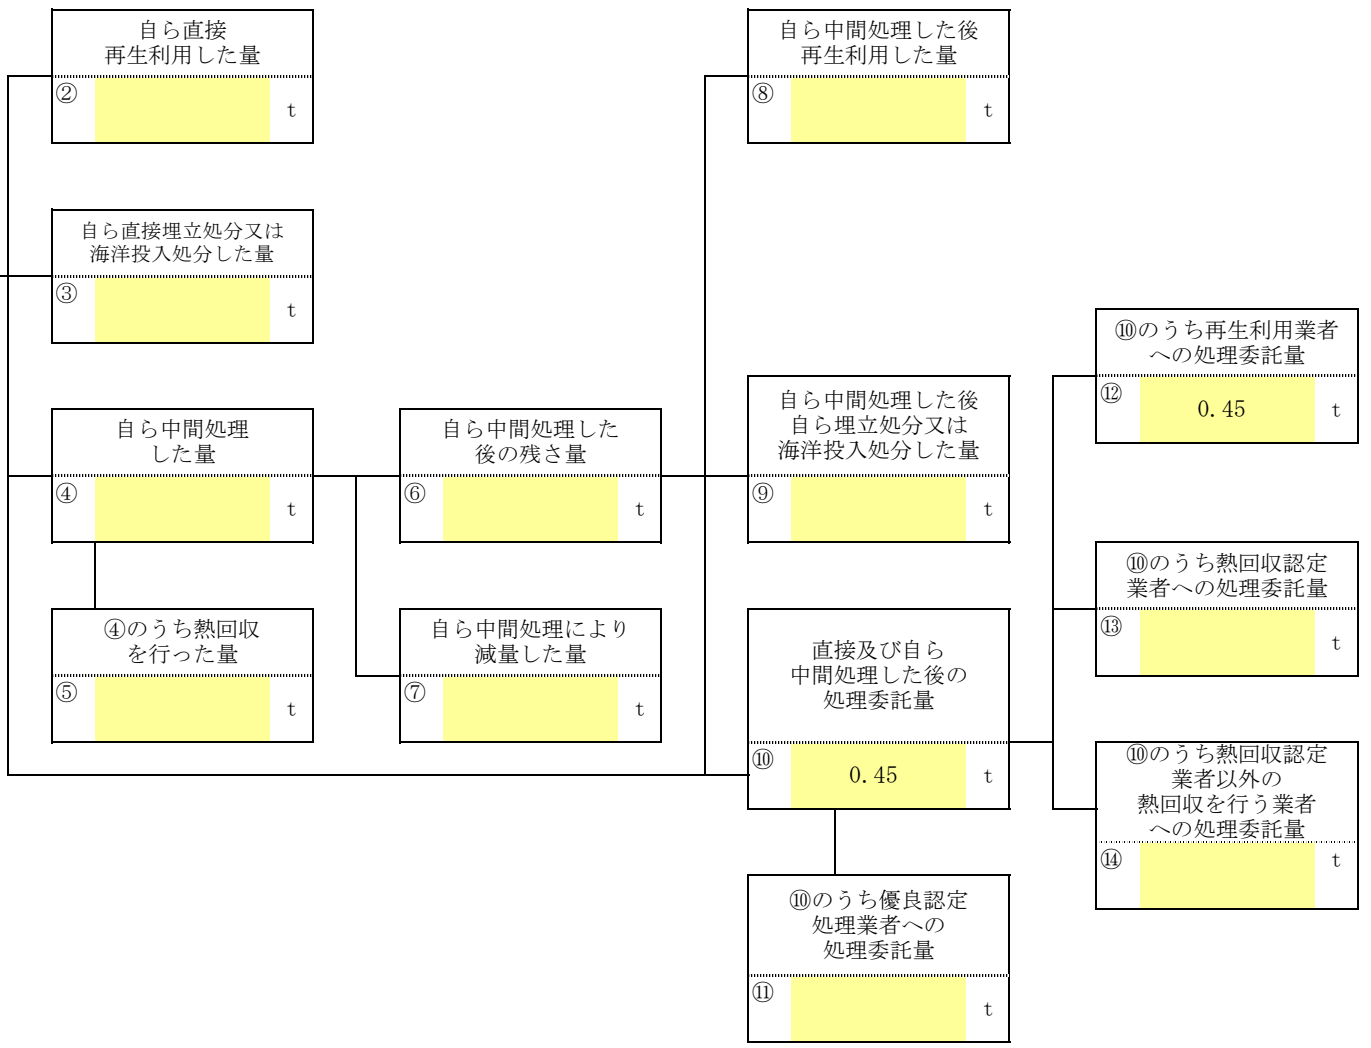 自ら直接
再生利用した量
②
t
自ら中間処理した後
再生利用した量
⑧
t
自ら直接埋立処分又は
海洋投入処分した量
③
t
⑩のうち再生利用業者
への処理委託量
⑫
0.45
t
自ら中間処理
した量
④
t
自ら中間処理した
後の残さ量
⑥
t
自ら中間処理した後
自ら埋立処分又は
海洋投入処分した量
⑨
t
⑩のうち熱回収認定
業者への処理委託量
⑬
t
④のうち熱回収
を行った量
⑤
t
自ら中間処理により
減量した量
⑦
t
直接及び自ら
中間処理した後の
処理委託量
⑩
0.45
t
⑩のうち熱回収認定
業者以外の
熱回収を行う業者
への処理委託量
⑭
t
⑩のうち優良認定
処理業者への
処理委託量
⑪
t